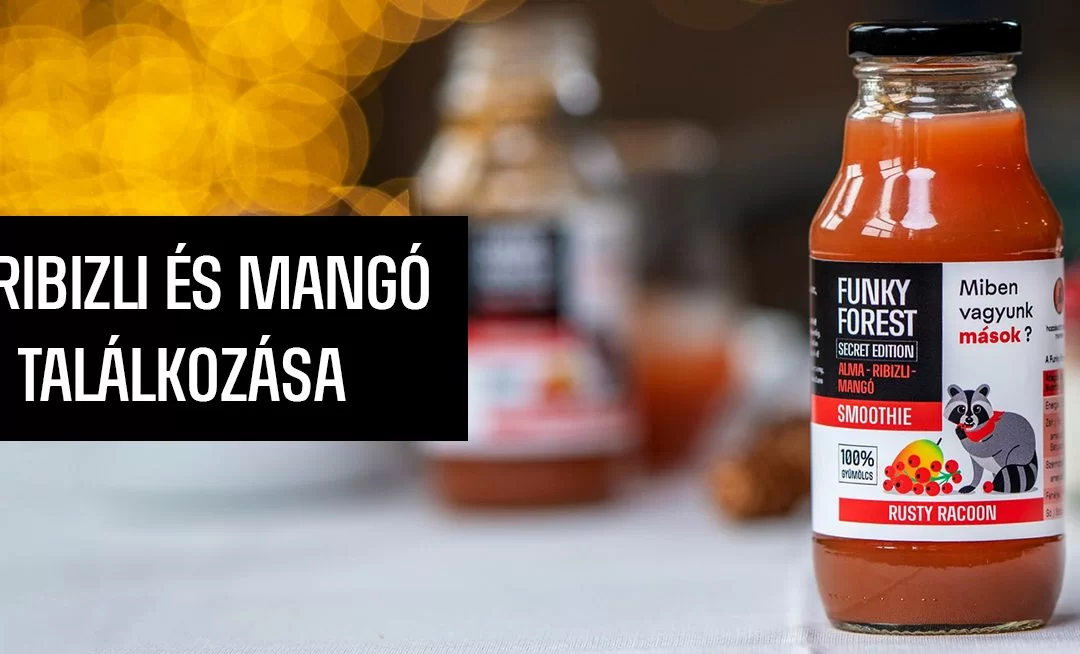 RIBIZLI ÉS MANGÓ
TALÁLKOZÁSA
FUNKY
FOREST
SECRET EDITION
ALMA - RIBIZLI -
MANGÓ
SMOOTHIE
100%
GYÜMÖLCS
RUSTY RACOON
Miben
vagyunk
mások?